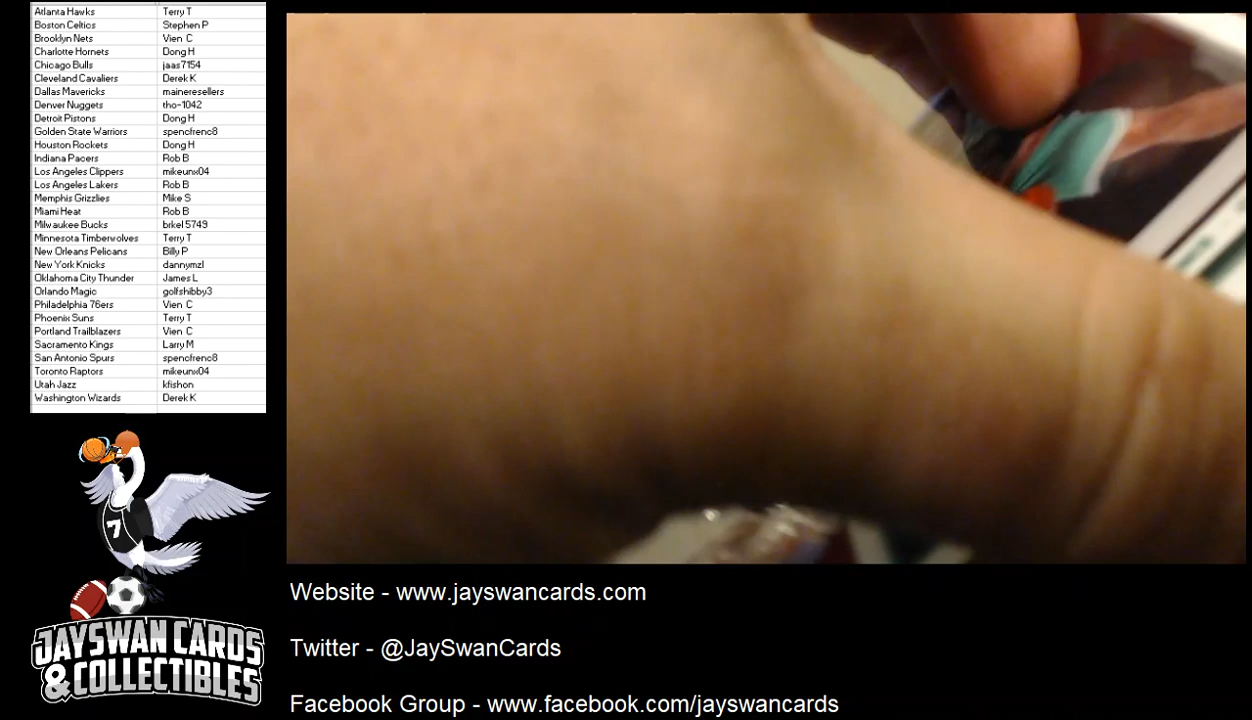 Atlanta Hawks Terry T
Boston Celtics Stephen P
Brooklyn Nets Vien C
Charlotte Hornets Dong H
Chicago Bulls jaas7154
Cleveland Cavaliers Derek K
Dallas Mavericks maineresellers
Denver Nuggets tho-1042
Detroit Pistons Dong H
Golden State Warriors spencfrenc8
Houston Rockets Dong H
Indiana Pacers Rob B
Los Angeles Clippers mikeunx04
Los Angeles Lakers Rob B
Memphis Grizzlies Mike S
Miami Heat Rob B
Milwaukee Bucks brkel5749
Minnesota Timberwolves Terry T
New Orleans Pelicans Billy P
New York Knicks dannymzl
Oklahoma City Thunder James L
Orlando Magic golfshibby3
Philadelphia 76ers Vien C
Phoenix Suns Terry T
Portland Trailblazers Vien C
Sacramento Kings Larry M
San Antonio Spurs spencfrenc8
Toronto Raptors mikeunx04
Utah Jazz kfishon
Washington Wizards Derek K
7
JAYSWAN CARDS
& COLLECTIBLES
Website - www.jayswancards.com
Twitter - @JaySwanCards
Facebook Group - www.facebook.com/jayswancards